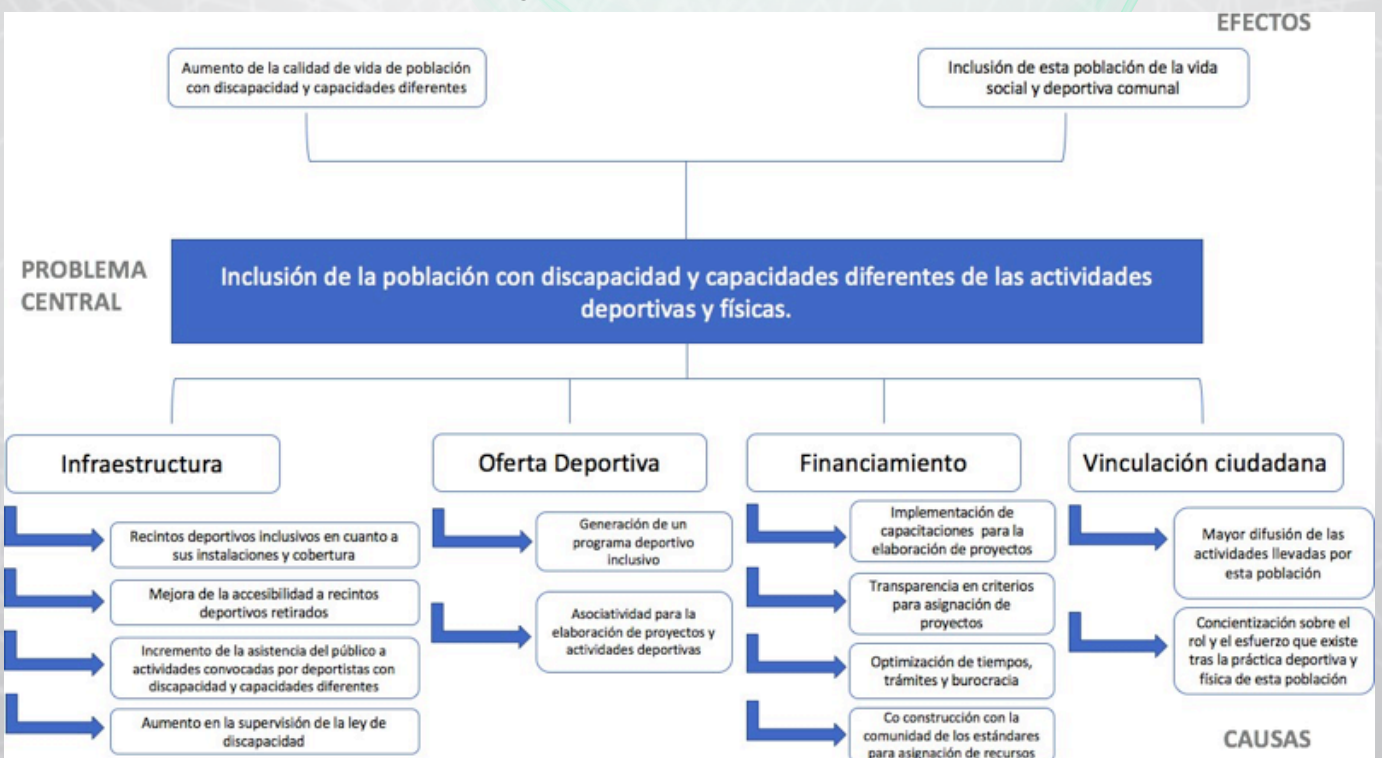 EFECTOS
Aumento de la calidad de vida de población
con discapacidad y capacidades diferentes
Inclusión de esta población de la vida
social y deportiva comunal
PROBLEMA
CENTRAL
Inclusión de la población con discapacidad y capacidades diferentes de las actividades
deportivas y físicas.
Infraestructura
Recintos deportivos inclusivos en cuanto a
sus instalaciones y cobertura
Mejora de la accesibilidad a recintos
deportivos retirados
Incremento de la asistencia del público a
actividades convocadas por deportistas con
discapacidad y capacidades diferentes
Aumento en la supervisión de la ley de
discapacidad
Oferta Deportiva
Generación de un
programa deportivo
inclusivo
Asociatividad para la
elaboración de proyectos y
actividades deportivas
Financiamiento
Implementación de
capacitaciones para la
elaboración de proyectos
Transparencia en criterios
para asignación de
proyectos
Optimización de tiempos,
trámites y burocracia
Co construcción con la
comunidad de los estándares
para asignación de recursos
Vinculación ciudadana
Mayor difusión de las
actividades llevadas por
esta población
Concientización sobre el
rol y el esfuerzo que existe
tras la práctica deportiva y
física de esta población
CAUSAS